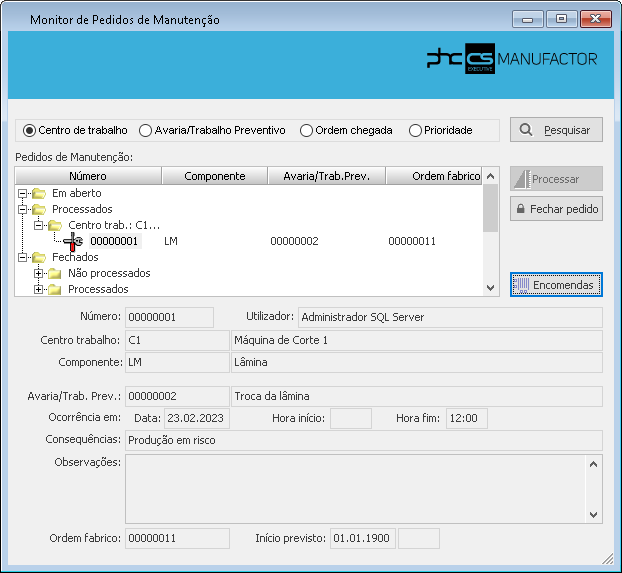 Monitor de Pedidos de Manutenção
phc CS MANUFACTOR
EXECUTIVE
Centro de trabalho Avaria/Trabalho Preventivo Ordem chegada Prioridade Pesquisar
Pedidos de Manutenção:
Número Componente Avaria/Trab.Prev. Ordem fabrico
Processar
Em aberto
Processados
Fechar pedido
Centro trab.: C1...
00000001 LM 00000002 00000011
Fechados
Não processados
Encomendas
Processados
Número: 00000001 Utilizador: Administrador SQL Server
Centro trabalho: C1 Máquina de Corte 1
Componente: LM Lâmina
Avaria/Trab. Prev.: 00000002 Troca da lâmina
Ocorrência em: Data: 23.02.2023 Hora início: Hora fim: 12:00
Consequências: Produção em risco
Observações:
Ordem fabrico: 00000011 Início previsto: 01.01.1900